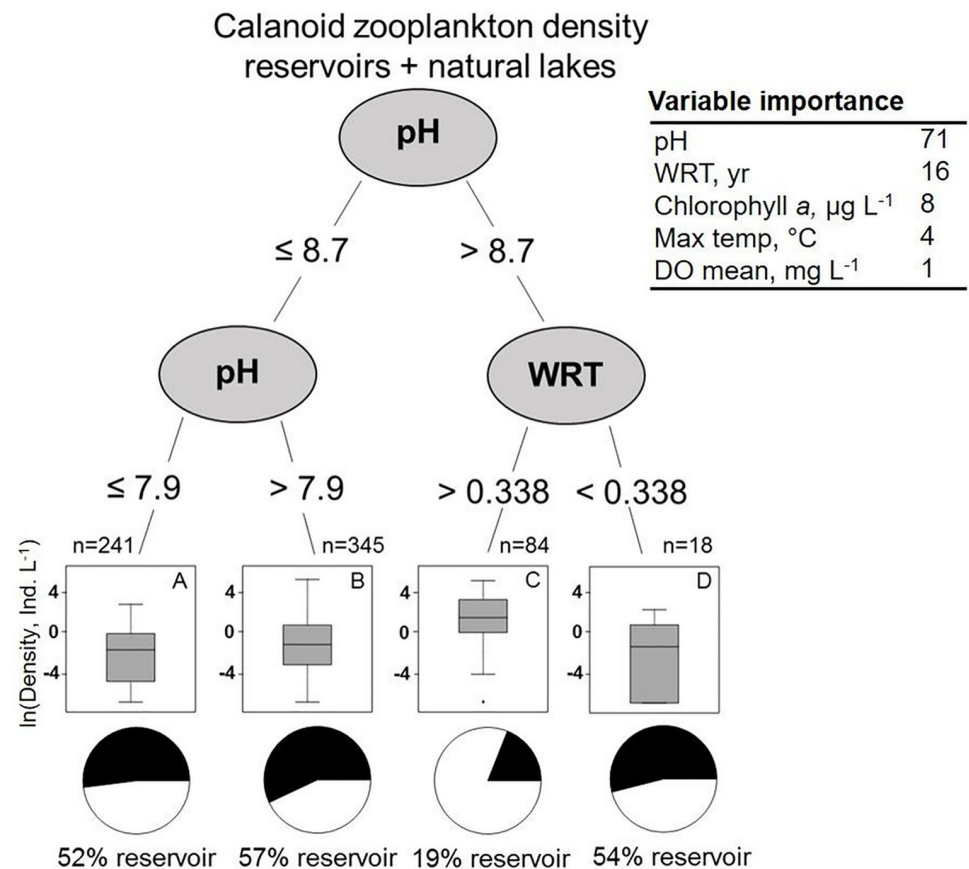 Calanoid zooplankton density
reservoirs + natural lakes
Variable importance
pH 71
WRT, yr 16
Chlorophyll a, µg L-1 8
Max temp, °C 4
DO mean, mg L-1 1
pH
≤ 8.7 > 8.7
pH WRT
≤ 7.9 > 7.9 > 0.338 < 0.338
n=241 n=345 n=84 n=18
ln(Density, Ind. L-1)
A B C D
4 4 4 4
0 0 0 0
-4 -4 -4 -4
52% reservoir 57% reservoir 19% reservoir 54% reservoir